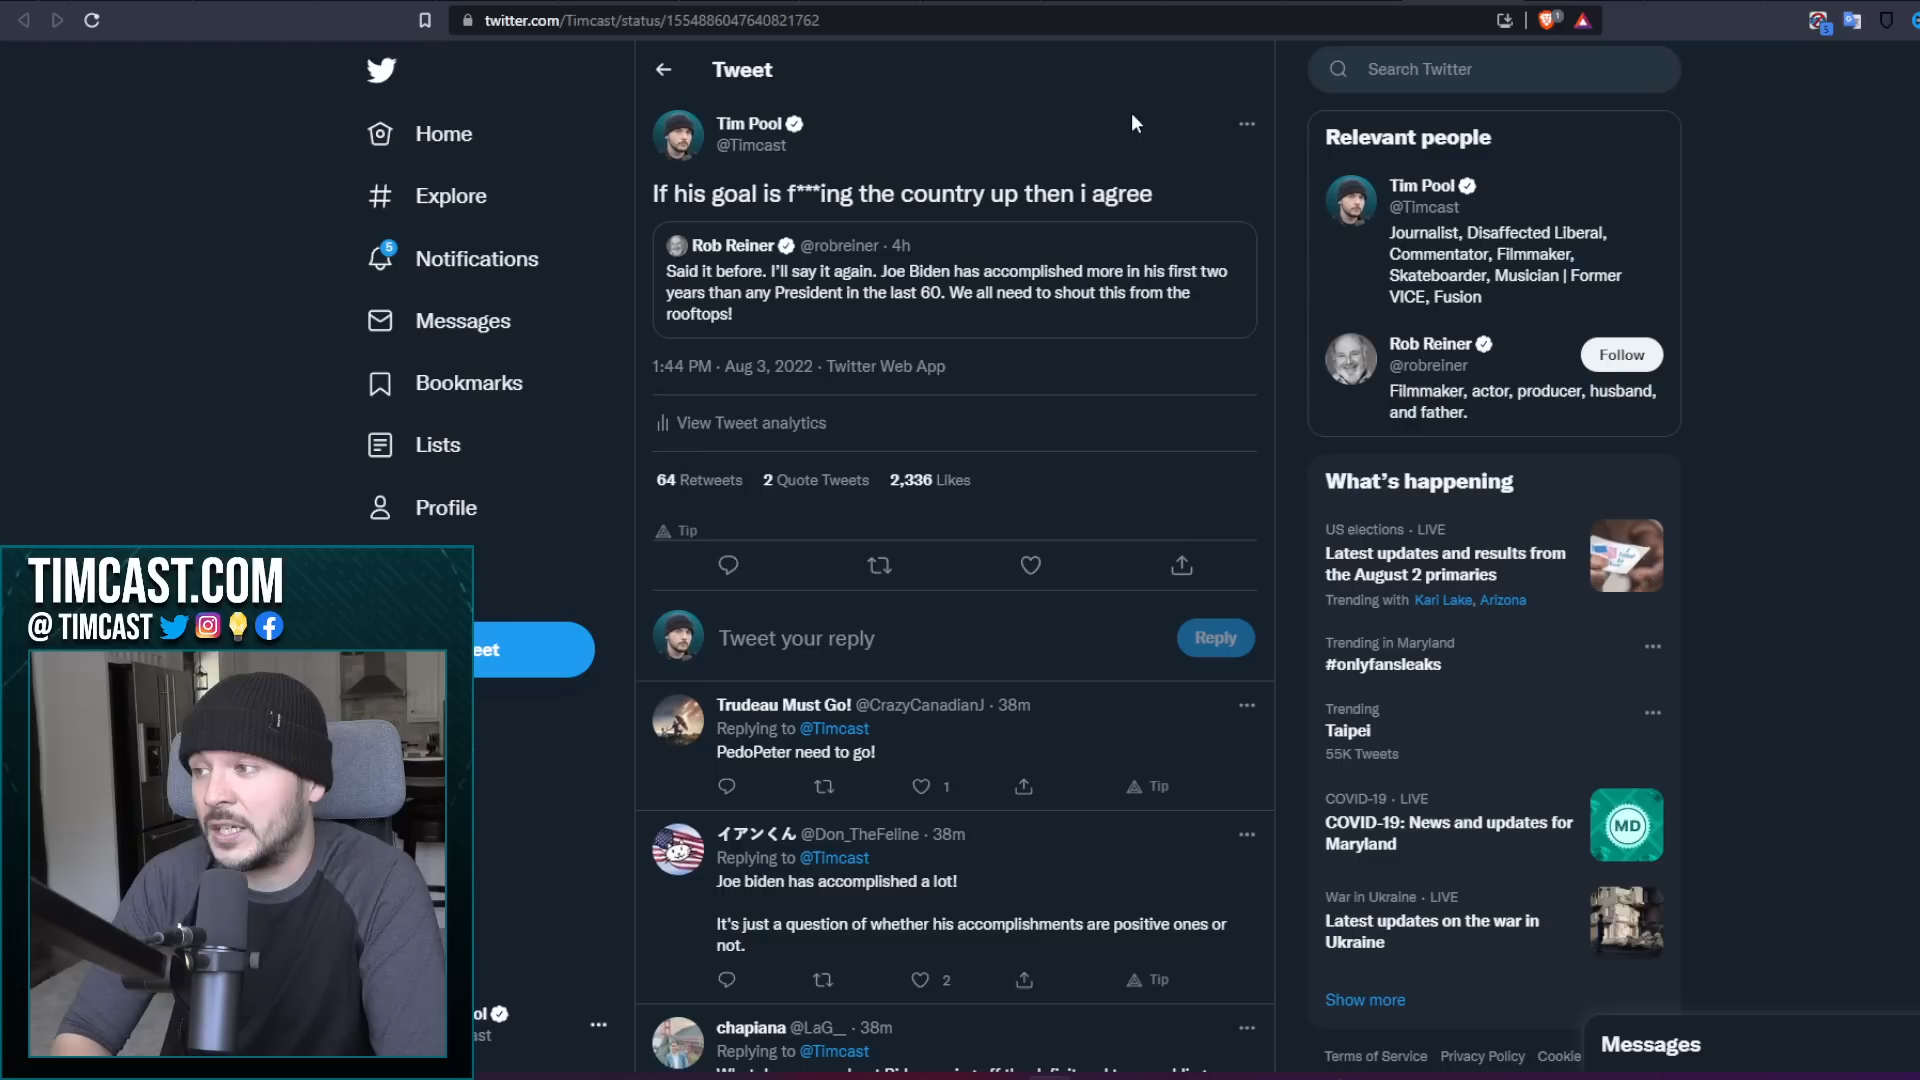 twitter.com/Timcast/status/1554886047640821762
Home
Explore
5
Notifications
Messages
Bookmarks
Lists
Profile
eet
TIMCAST.COM
@ TIMCAST
Tweet
Tim Pool
@Timcast
If his goal is f***ing the country up then i agree
Rob Reiner @robreiner · 4h
Said it before. I'll say it again. Joe Biden has accomplished more in his first two
years than any President in the last 60. We all need to shout this from the
rooftops!
1:44 PM · Aug 3, 2022 · Twitter Web App
View Tweet analytics
64 Retweets 2 Quote Tweets 2,336 Likes
Tip
Tweet your reply
Reply
Trudeau Must Go! @CrazyCanadianJ · 38m
Replying to @Timcast
PedoPeter need to go!
1
Tip
イアンくん @Don_TheFeline · 38m
Replying to @Timcast
Joe biden has accomplished a lot!
It's just a question of whether his accomplishments are positive ones or
not.
2
Tip
chapiana @LaG__ · 38m
Replying to @Timcast
Search Twitter
Relevant people
Tim Pool
@Timcast
Journalist, Disaffected Liberal,
Commentator, Filmmaker,
Skateboarder, Musician | Former
VICE, Fusion
Rob Reiner
@robreiner
Follow
Filmmaker, actor, producer, husband,
and father.
What's happening
US elections · LIVE
Latest updates and results from
the August 2 primaries
Trending with Kari Lake, Arizona
Trending in Maryland
#onlyfansleaks
Trending
Taipei
55K Tweets
COVID-19 · LIVE
COVID-19: News and updates for
Maryland
MD
War in Ukraine · LIVE
Latest updates on the war in
Ukraine
Show more
Terms of Service Privacy Policy Cookie
Messages